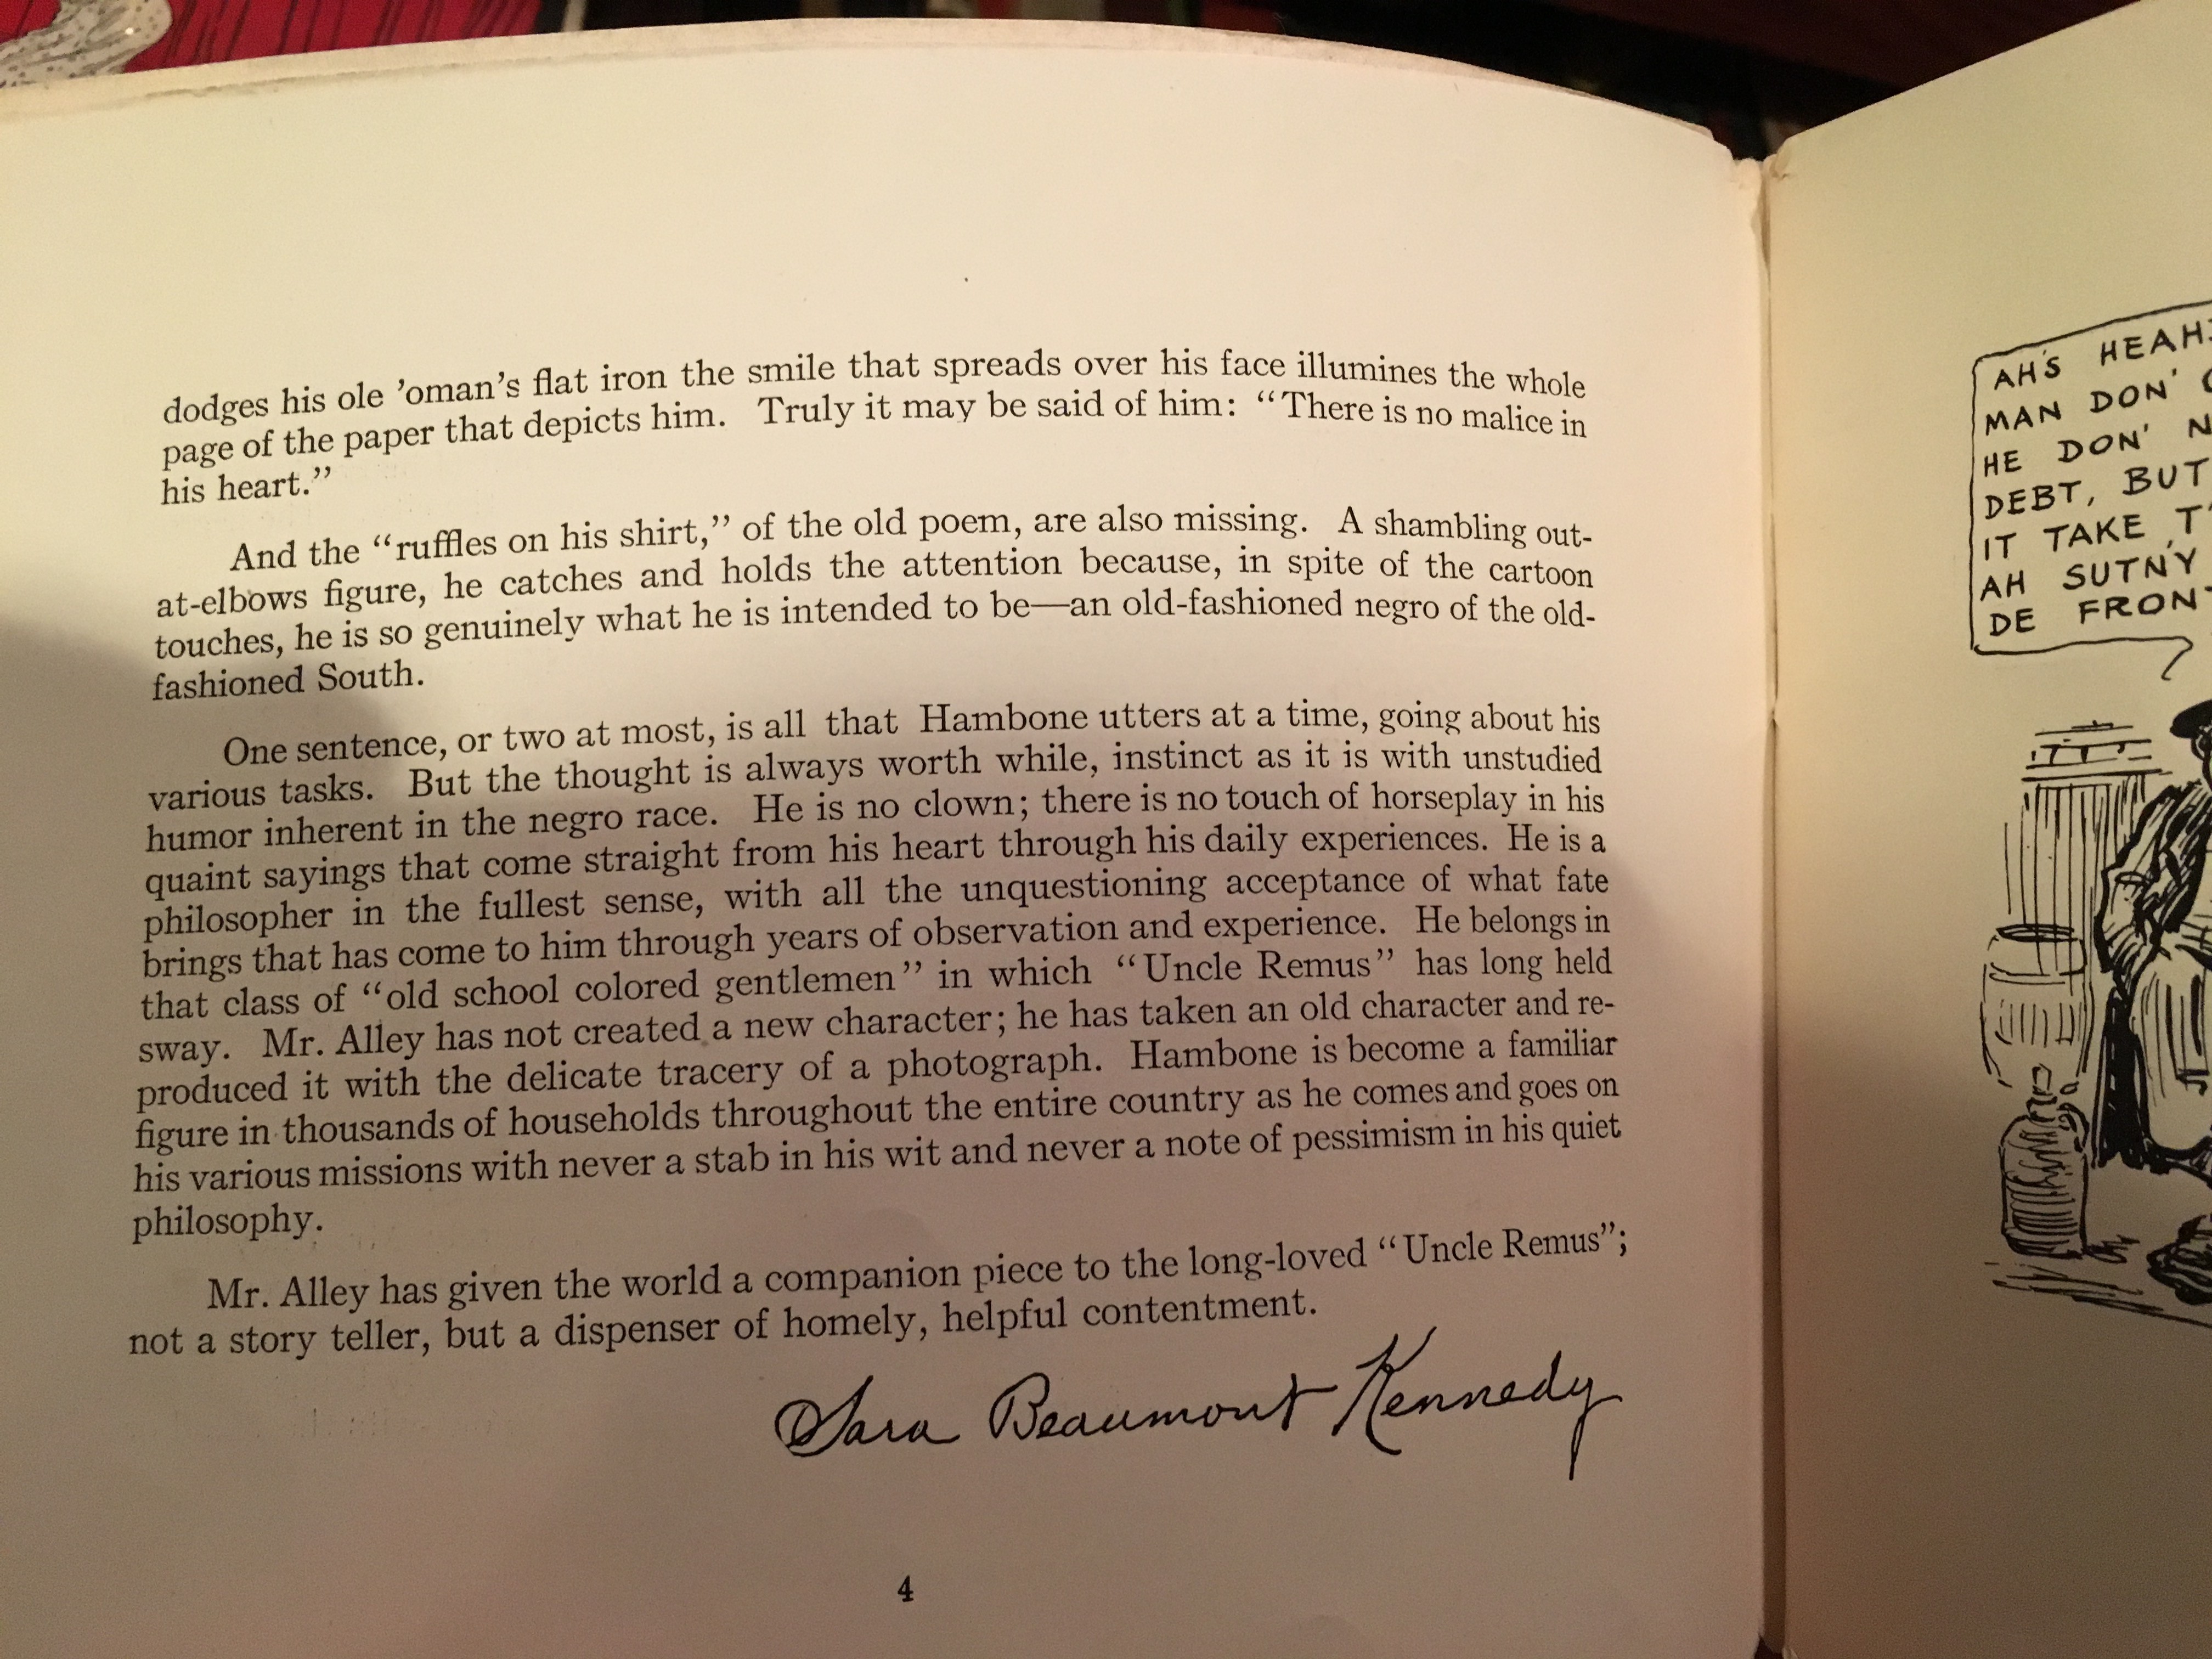 dodges his ole ’oman’s flat iron the smile that spreads over his face illumines the whole
page of the paper that depicts him. Truly it may be said of him: “There is no malice in
his heart.”
And the “ruffles on his shirt,” of the old poem, are also missing. A shambling out-
at-elbows figure, he catches and holds the attention because, in spite of the cartoon
touches, he is so genuinely what he is intended to be—an old-fashioned negro of the old-
fashioned South.
One sentence, or two at most, is all that Hambone utters at a time, going about his
various tasks. But the thought is always worth while, instinct as it is with unstudied
humor inherent in the negro race. He is no clown; there is no touch of horseplay in his
quaint sayings that come straight from his heart through his daily experiences. He is a
philosopher in the fullest sense, with all the unquestioning acceptance of what fate
brings that has come to him through years of observation and experience. He belongs in
that class of “old school colored gentlemen” in which “Uncle Remus” has long held
sway. Mr. Alley has not created a new character; he has taken an old character and re-
produced it with the delicate tracery of a photograph. Hambone is become a familiar
figure in thousands of households throughout the entire country as he comes and goes on
his various missions with never a stab in his wit and never a note of pessimism in his quiet
philosophy.
Mr. Alley has given the world a companion piece to the long-loved “Uncle Remus”;
not a story teller, but a dispenser of homely, helpful contentment.
Sara Beaumont Kennedy
4
AH'S
MAN DON'
HE DON'
DEBT, BUT
IT TAKE
AH SUTN'Y
DE